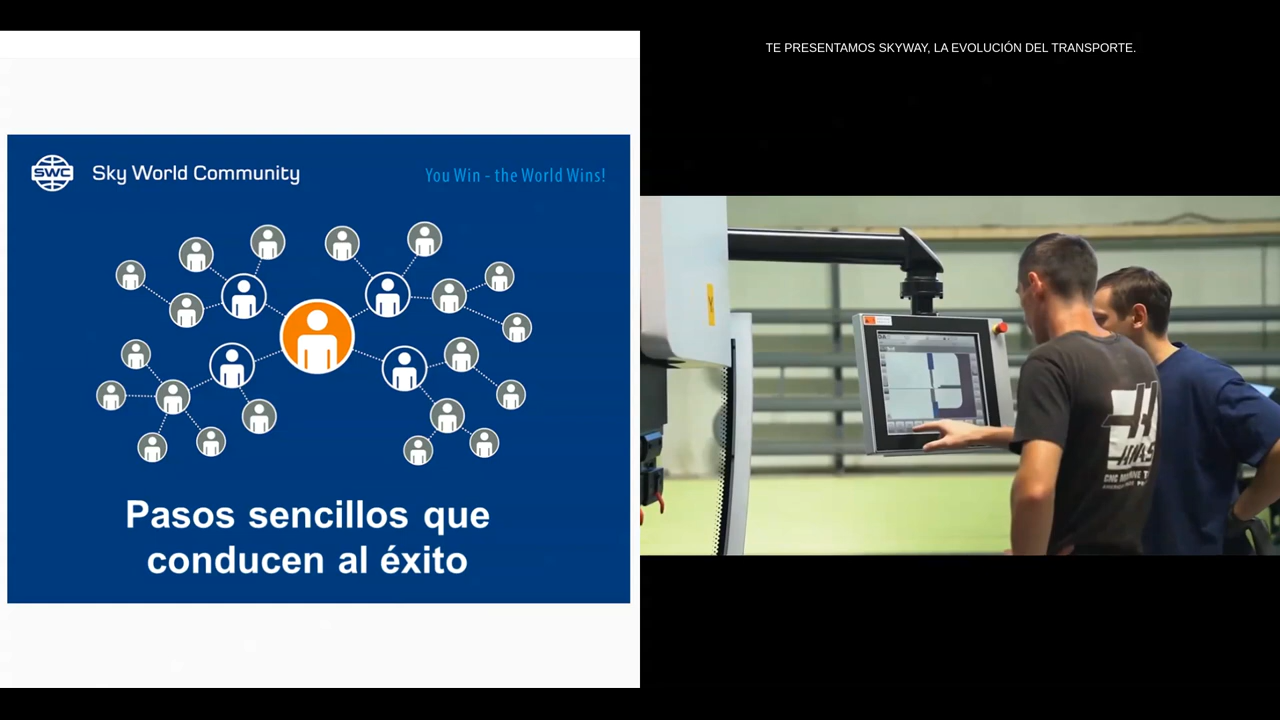 SWC
Sky World Community
You Win - the World Wins!
Pasos sencillos que
conducen al éxito
TE PRESENTAMOS SKYWAY, LA EVOLUCIÓN DEL TRANSPORTE.